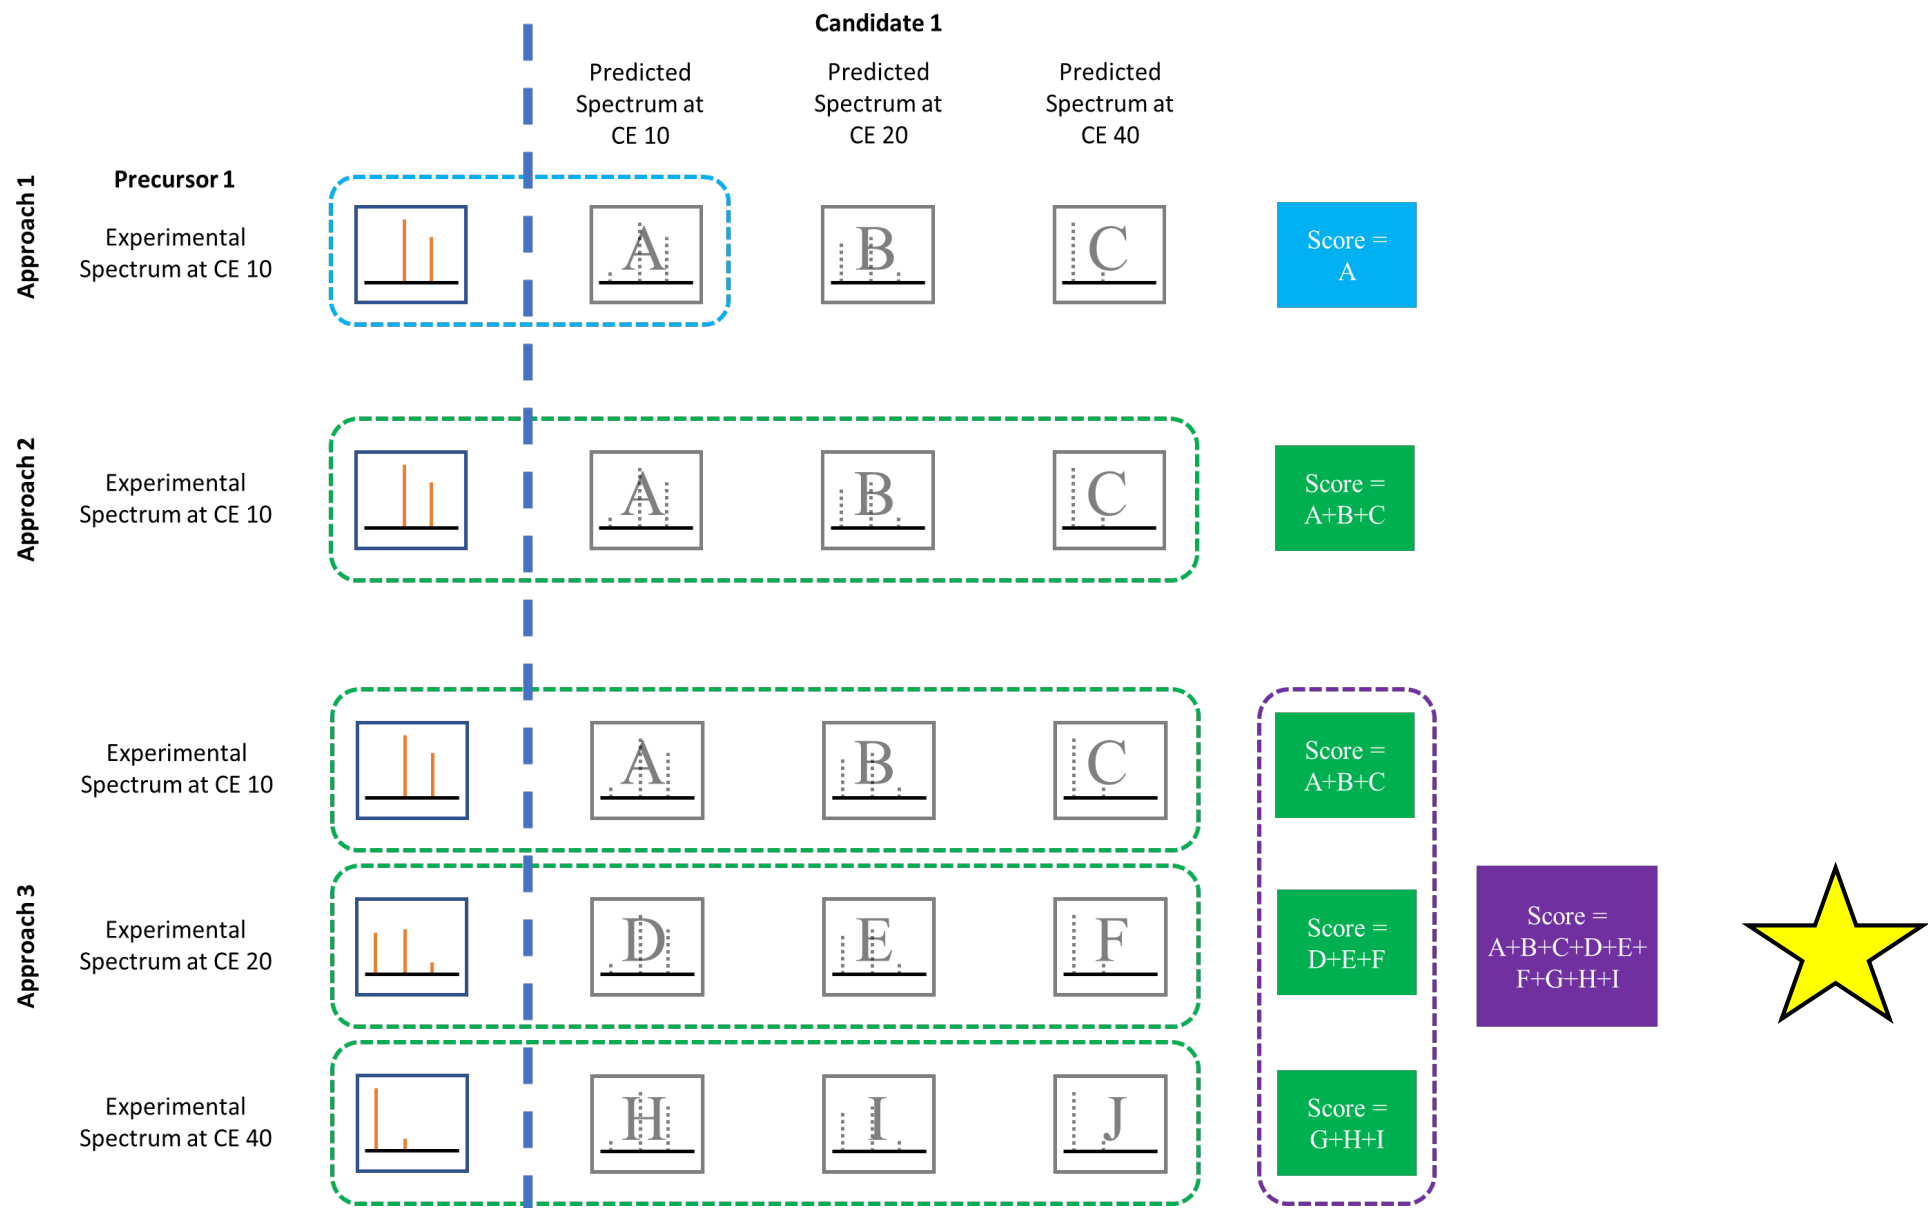 Candidate 1
Predicted
Spectrum at
CE 10
Predicted
Spectrum at
CE 20
Predicted
Spectrum at
CE 40
Approach 1
Precursor 1
Experimental
Spectrum at CE 10
A
B
C
Score =
A
Approach 2
Experimental
Spectrum at CE 10
A
B
C
Score =
A+B+C
Approach 3
Experimental
Spectrum at CE 10
A
B
C
Score =
A+B+C
Experimental
Spectrum at CE 20
D
E
F
Score =
D+E+F
Score =
A+B+C+D+E+
F+G+H+I
Experimental
Spectrum at CE 40
H
I
J
Score =
G+H+I